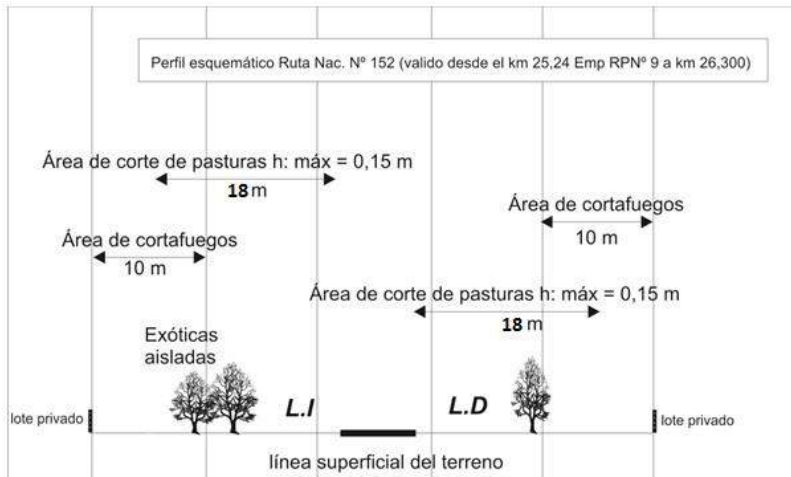 Perfil esquemático Ruta Nac. Nº 152 (valido desde el km 25,24 Emp RPNº 9 a km 26,300)
Área de corte de pasturas h: máx = 0,15 m
18 m
Área de cortafuegos
10 m
Área de cortafuegos
10 m
Área de corte de pasturas h: máx = 0,15 m
18 m
Exóticas
aisladas
L.I
L.D
lote privado
lote privado
línea superficial del terreno